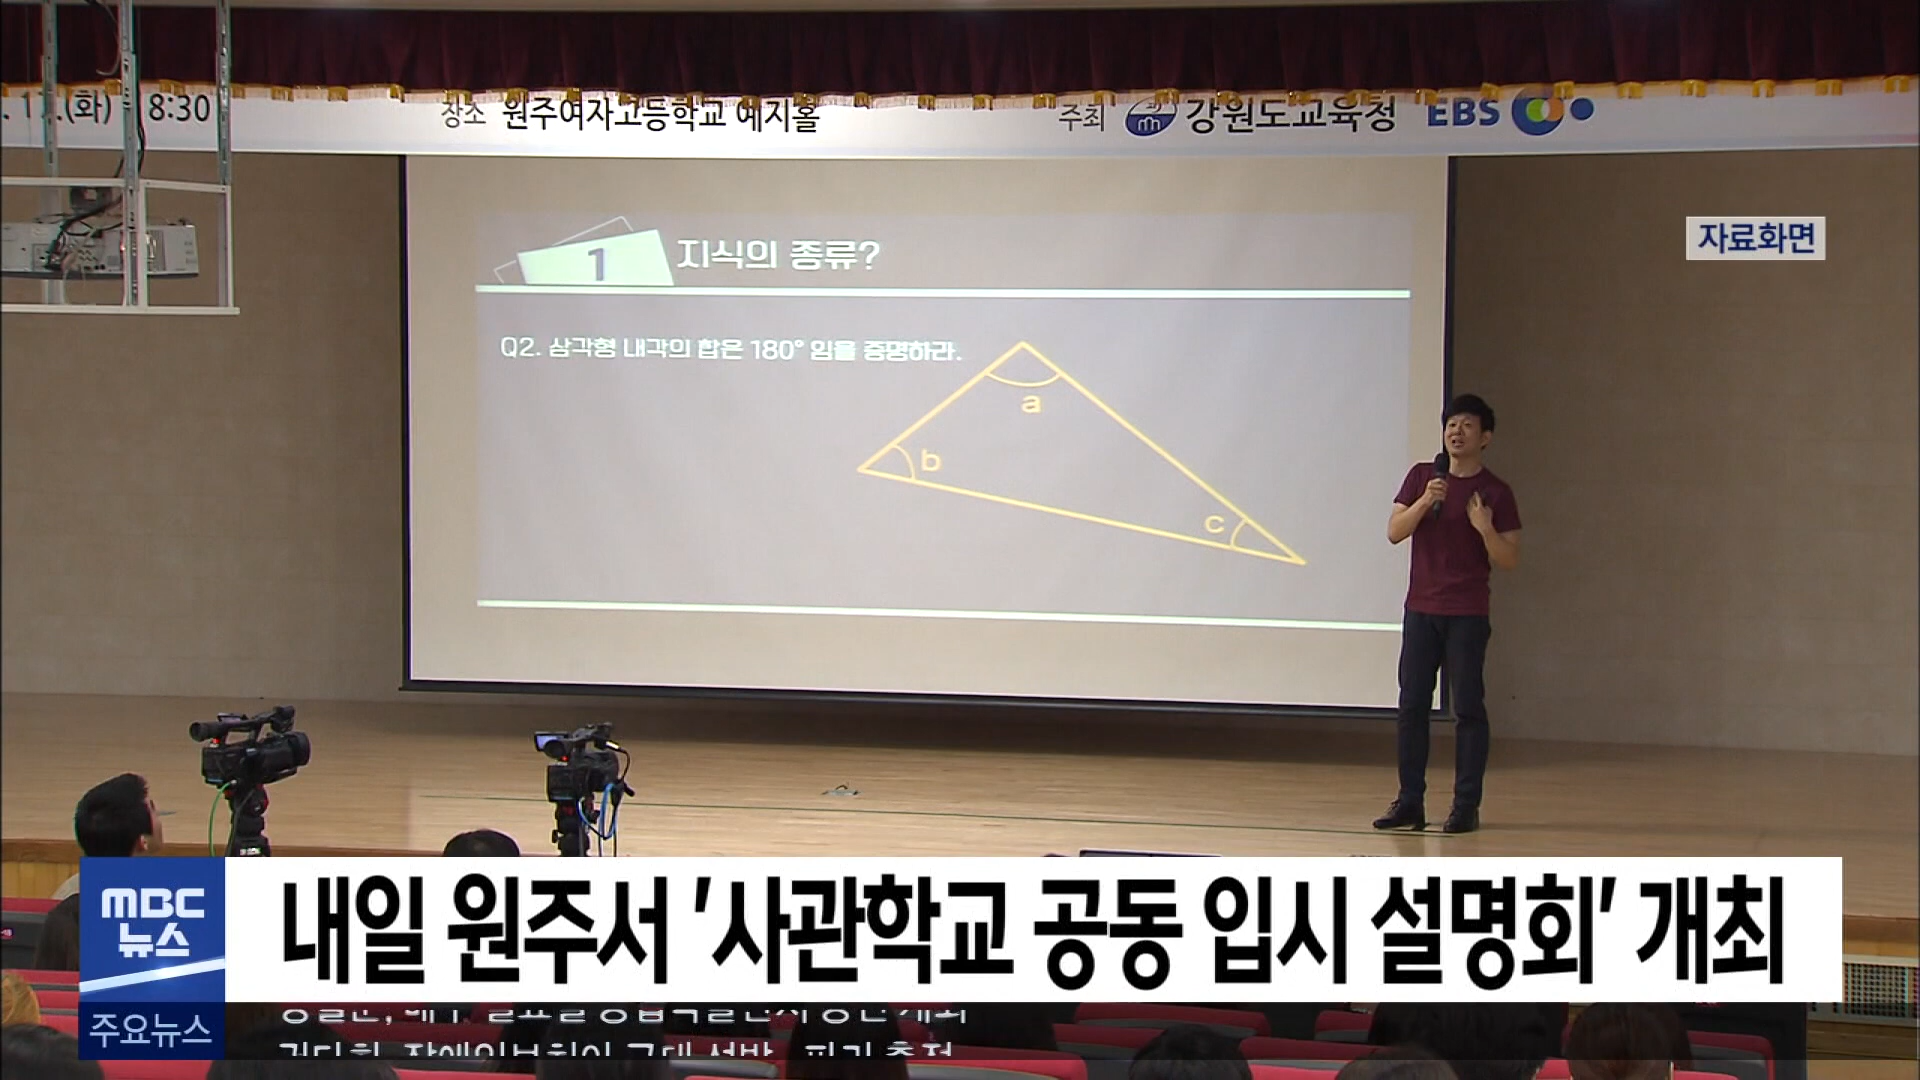 17.(화) 8:30
장소 원주여자고등학교 예지홀
주최 강원도교육청 EBS
자료화면
1 지식의 종류?
Q2. 삼각형 내각의 합은 180° 임을 증명하라.
a
b
c
MBC
뉴스
내일 원주서 '사관학교 공동 입시 설명회' 개최
주요뉴스